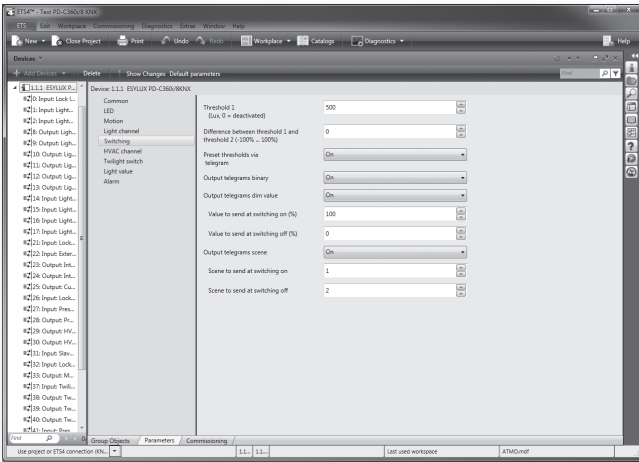 ETS4™ - Test PD-C360i/8 KNX
ETS Edit Workplace Commissioning Diagnostics Extras Window Help
New Close Project Print Undo Redo Workplace Catalogs Diagnostics Help
Devices
Add Devices Delete Show Changes Default parameters Find
1.1.1 ESYLUX P...
0: Input: Lock l...
1: Input: Light...
2: Input: Light...
8: Output: Ligh...
9: Output: Ligh...
10: Output: Lig...
11: Output: Lig...
12: Output: Lig...
13: Output: Lig...
14: Input: Light...
15: Input: Light...
16: Input: Light...
17: Input: Light...
21: Input: Lock...
22: Input: Exter...
23: Output: Int...
24: Output: Int...
25: Output: Cu...
26: Input: Lock...
27: Input: Pres...
28: Output: Pr...
29: Output: HV...
30: Output: HV...
31: Input: Slav...
32: Input: Lock...
33: Output: M...
37: Input: Twili...
38: Output: Tw...
39: Output: Tw...
40: Output: Tw...
41: Input: Pres
Find
Device: 1.1.1 ESYLUX PD-C360i/8KNX
Common
LED
Motion
Light channel
Switching
HVAC channel
Twilight switch
Light value
Alarm
Threshold 1
(Lux, 0 = deactivated)
500
Difference between threshold 1 and
threshold 2 (-100% ... 100%)
0
Preset thresholds via
telegram
On
Output telegrams binary
On
Output telegrams dim value
On
Value to send at switching on (%)
100
Value to send at switching off (%)
0
Output telegrams scene
On
Scene to send at switching on
1
Scene to send at switching off
2
Group Objects Parameters Commissioning
Use project or ETS4 connection (KN... 1.1... 1.1... Last used workspace ATMO.mdf